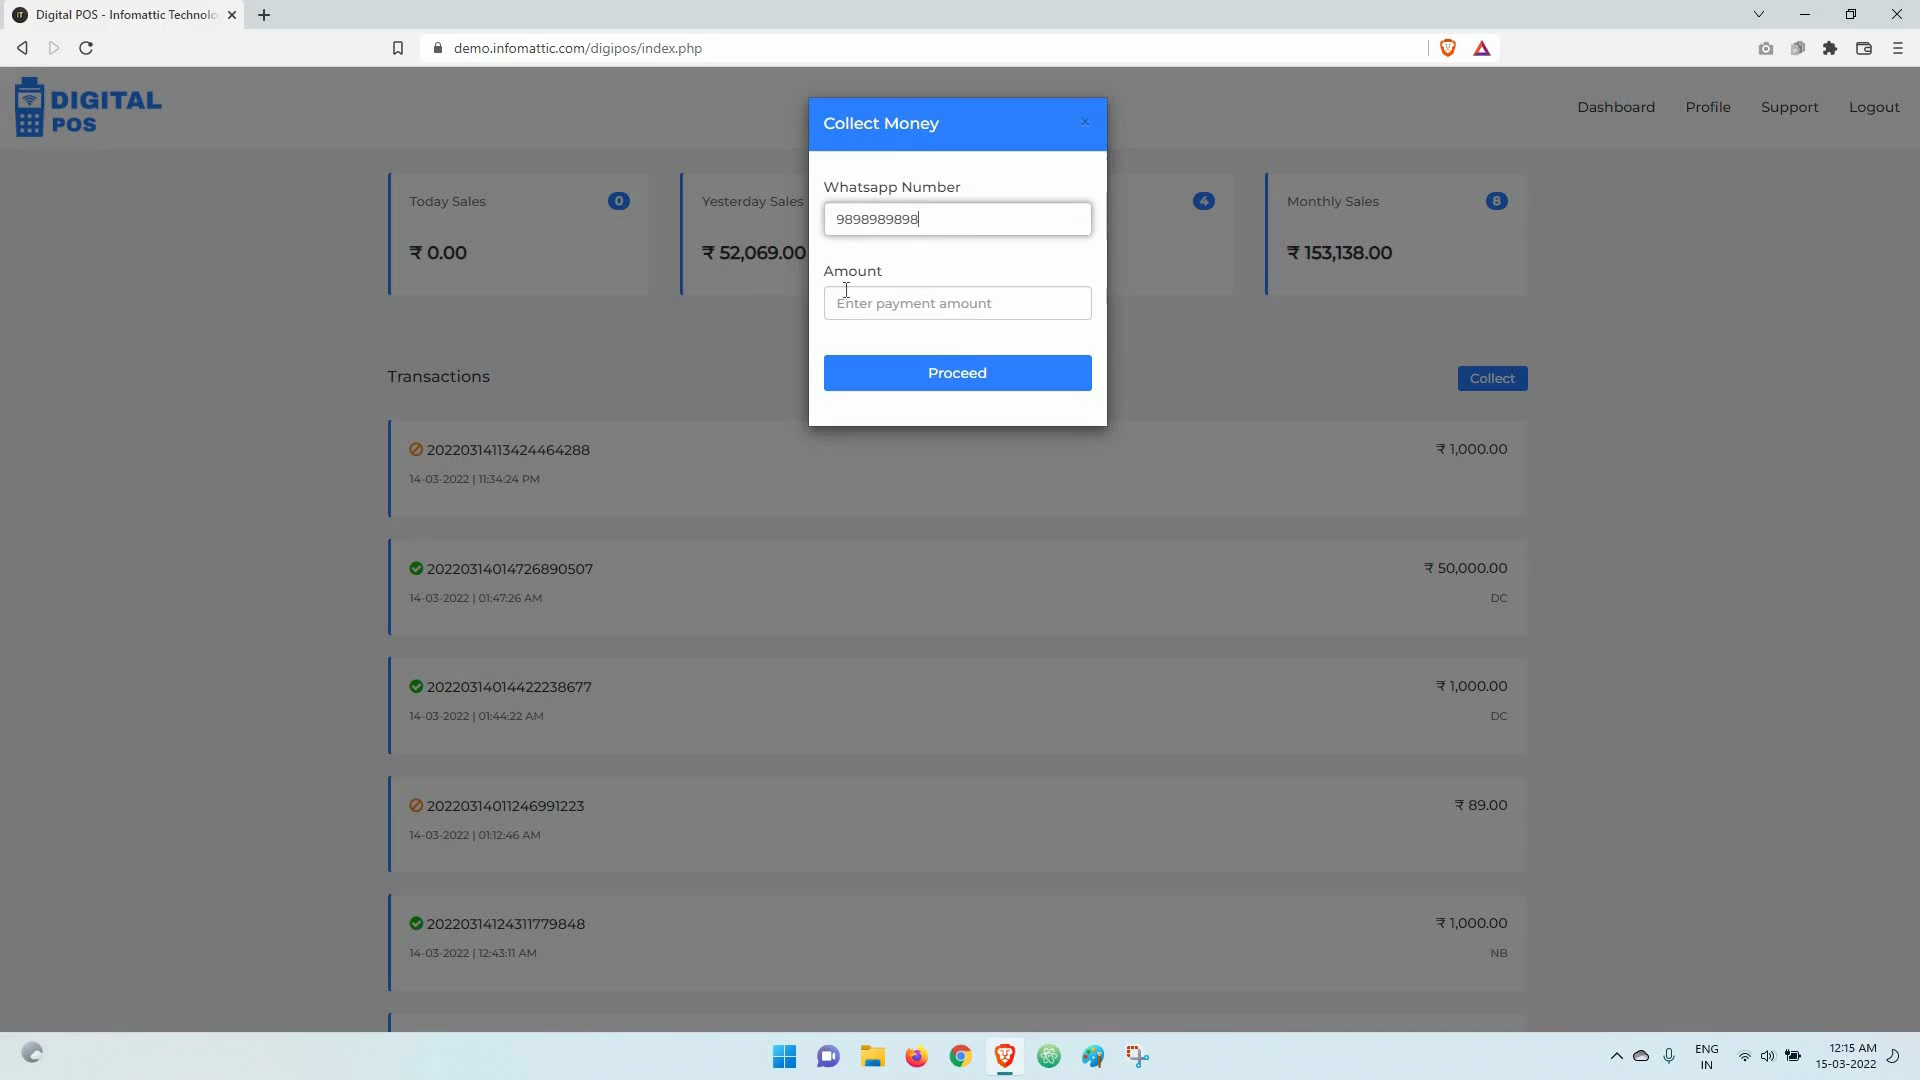 Digital POS - Infomattic Technolo
demo.infomattic.com/digipos/index.php
DIGITAL
POS
Dashboard
Profile
Support
Logout
Collect Money
×
Whatsapp Number
9898989898
Amount
Enter payment amount
Proceed
Today Sales
0
₹ 0.00
Yesterday Sales
₹ 52,069.00
4
Monthly Sales
8
₹ 153,138.00
Transactions
Collect
20220314113424464288
₹ 1,000.00
14-03-2022 | 11:34:24 PM
20220314014726890507
₹ 50,000.00
14-03-2022 | 01:47:26 AM
DC
20220314014422238677
₹ 1,000.00
14-03-2022 | 01:44:22 AM
DC
20220314011246991223
₹ 89.00
14-03-2022 | 01:12:46 AM
20220314124311779848
₹ 1,000.00
14-03-2022 | 12:43:11 AM
NB
ENG
IN
12:15 AM
15-03-2022